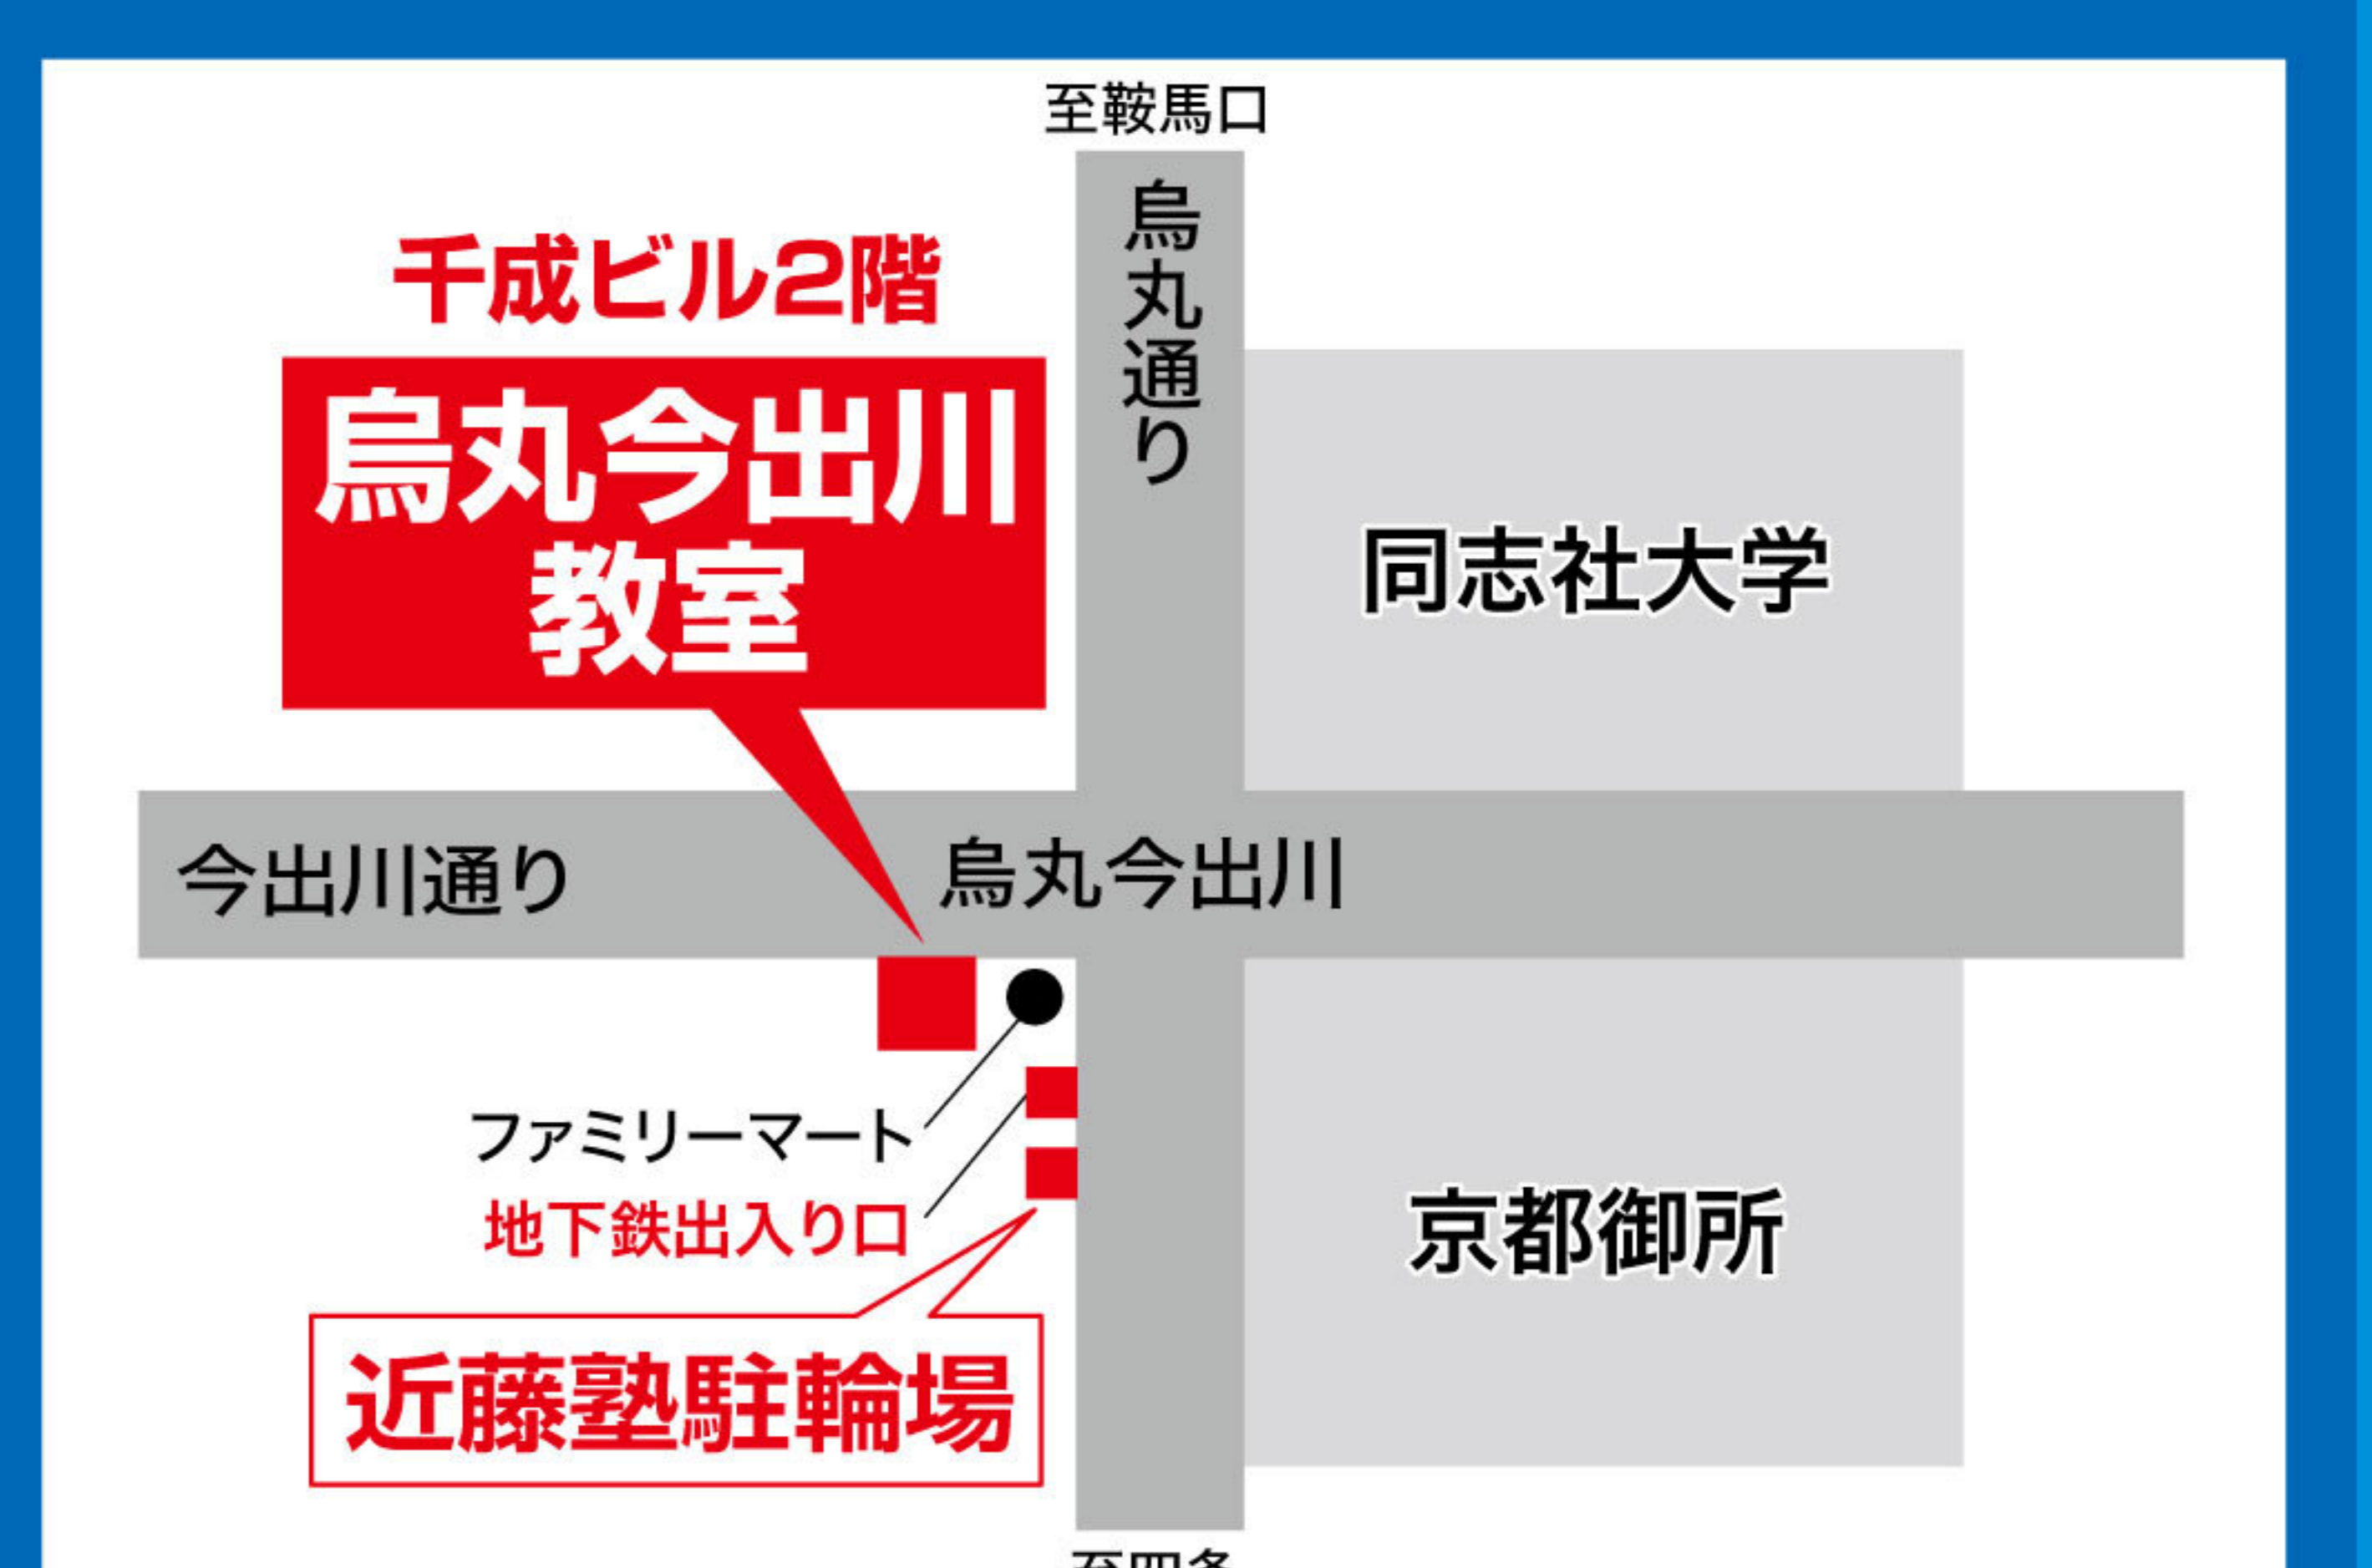 至鞍馬口
烏丸通り
千成ビル2階
烏丸今出川
教室
同志社大学
今出川通り
烏丸今出川
ファミリーマート
地下鉄出入り口
京都御所
近藤塾駐輪場
至四条